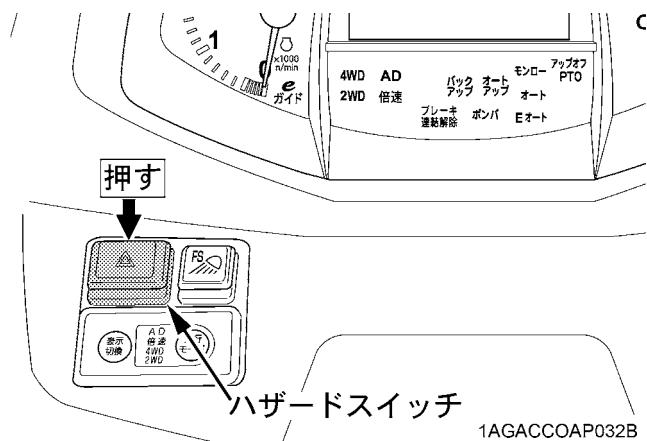 1
×1000
r/min
e
ガイド
4WD AD
2WD 倍速
バック
アップ
オート
アップ
モンロー
アップオフ
PTO
オート
ブレーキ
連結解除
ポンパ
Eオート
押す
FS
表示
切換
AD
倍速
4WD
2WD
ハザードスイッチ
1AGACCOAP032B